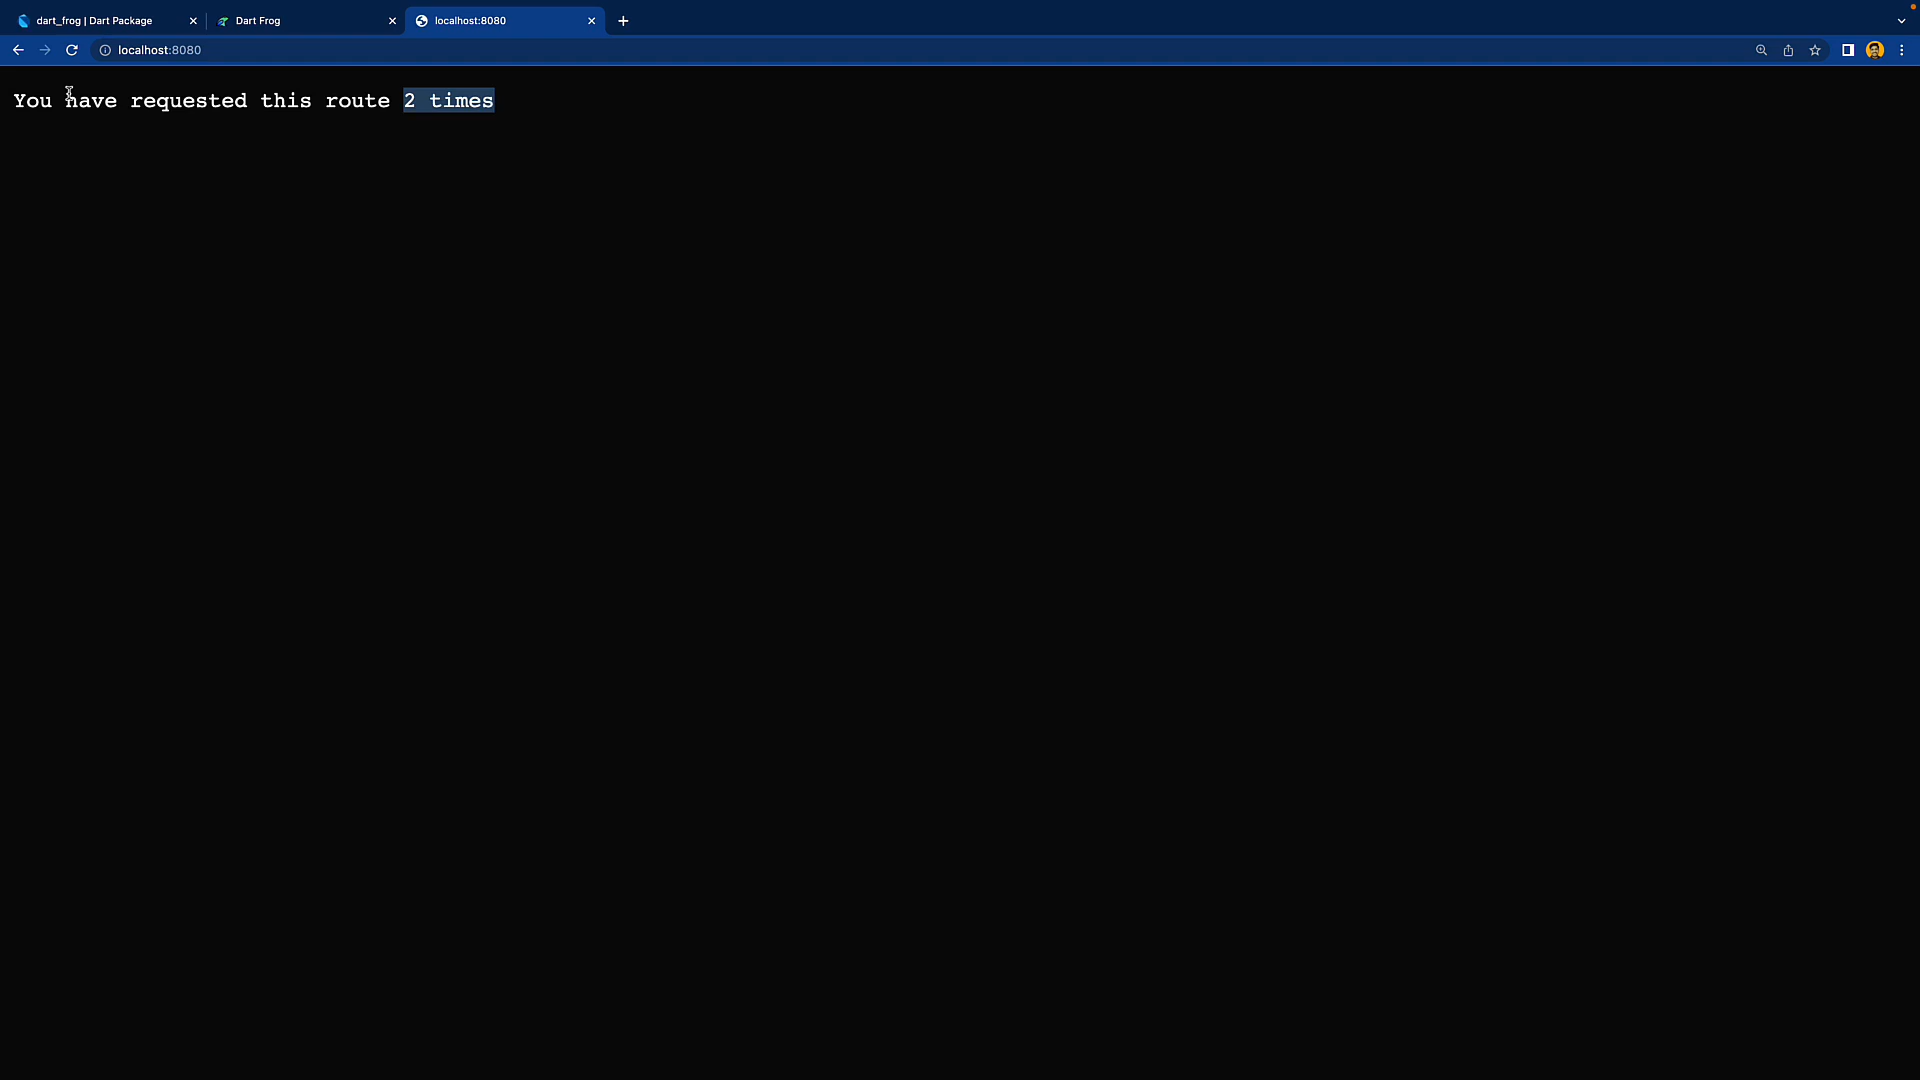 dart_frog | Dart Package
Dart Frog
localhost:8080
localhost:8080
You have requested this route 2 times